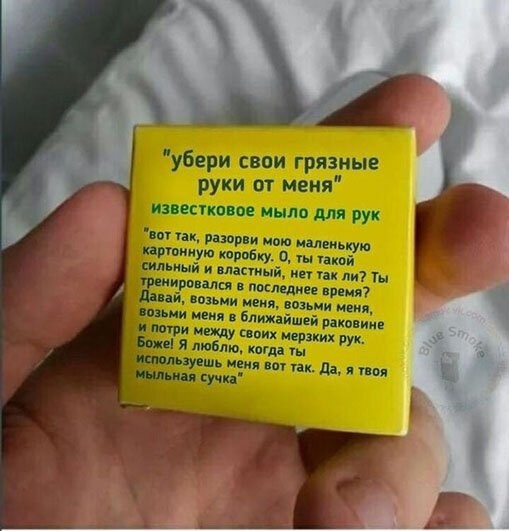 "убери свои грязные
руки от меня"
известковое мыло для рук
"вот так, разорви мою маленькую
картонную коробку. О, ты такой
сильный и властный, нет так ли? Ты
тренировался в последнее время?
Давай, возьми меня, возьми меня,
возьми меня в ближайшей раковине
и потри между своих мерзких рук.
Боже! Я люблю, когда ты
используешь меня вот так. Да, я твоя
мыльная сучка"
Blue Smoke